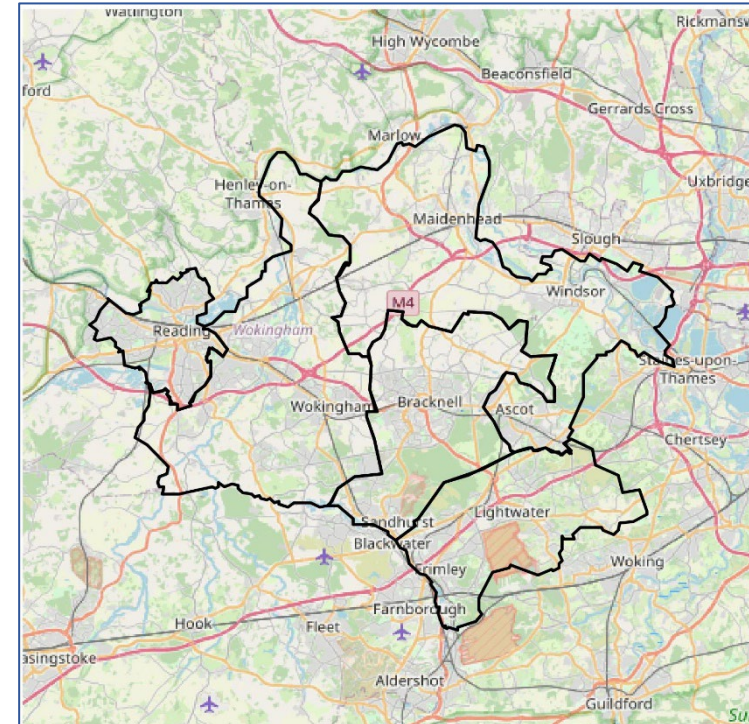 Watlington
Rickmansw
High Wycombe
ford
Beaconsfield
Gerrards Cross
Marlow
Uxbridge
Henley-on-
Thames
Maidenhead
Slough
Windsor
M4
Reading
Wokingham
Staines-upon-
Thames
Wokingham
Bracknell
Ascot
Chertsey
Lightwater
Sandhurst
Blackwater
Woking
Frimley
Farnborough
Hook
Fleet
asingstoke
Aldershot
Guildford
Su